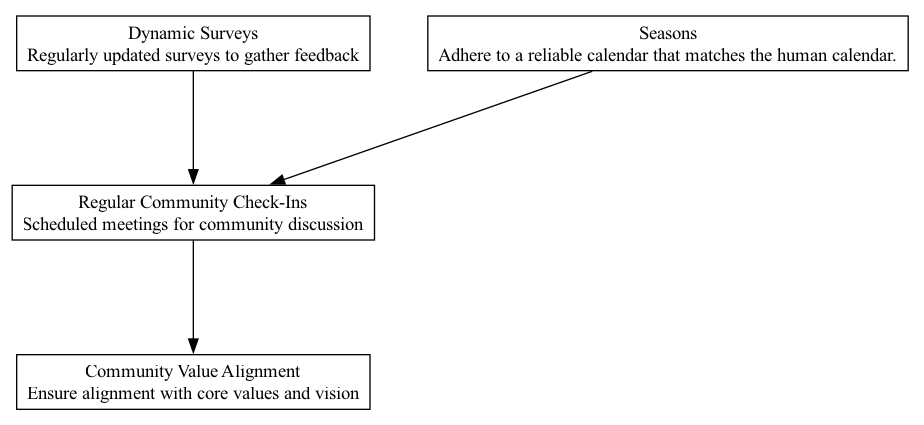 Dynamic Surveys
Regularly updated surveys to gather feedback
Seasons
Adhere to a reliable calendar that matches the human calendar.
Regular Community Check-Ins
Scheduled meetings for community discussion
Community Value Alignment
Ensure alignment with core values and vision